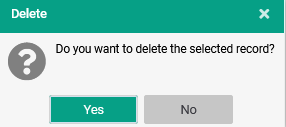 Delete
Do you want to delete the selected record?
Yes
No